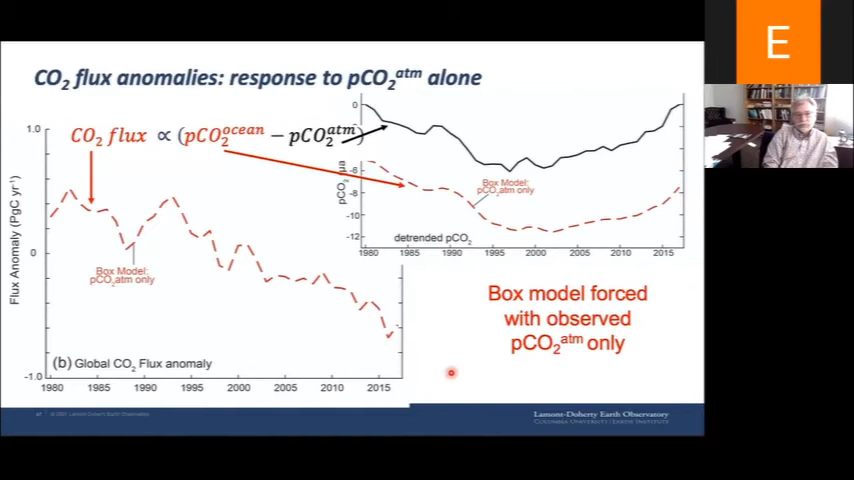 E
CO₂ flux anomalies: response to pCO₂ᵃᵗᵐ alone
CO₂ flux ∝ (pCO₂ᵒᶜᵉᵃⁿ − pCO₂ᵃᵗᵐ)
1.0
0
-1.0
Flux Anomaly (PgC yr⁻¹)
Box Model:
pCO₂atm only
(b) Global CO₂ Flux anomaly
1980 1985 1990 1995 2000 2005 2010 2015
0
-6
-8
-10
-12
pCO₂
Box Model:
pCO₂atm only
detrended pCO₂
1980 1985 1990 1995 2000 2005 2010 2015
Box model forced
with observed
pCO₂ᵃᵗᵐ only
Lamont-Doherty Earth Observatory
Columbia University | Earth Institute